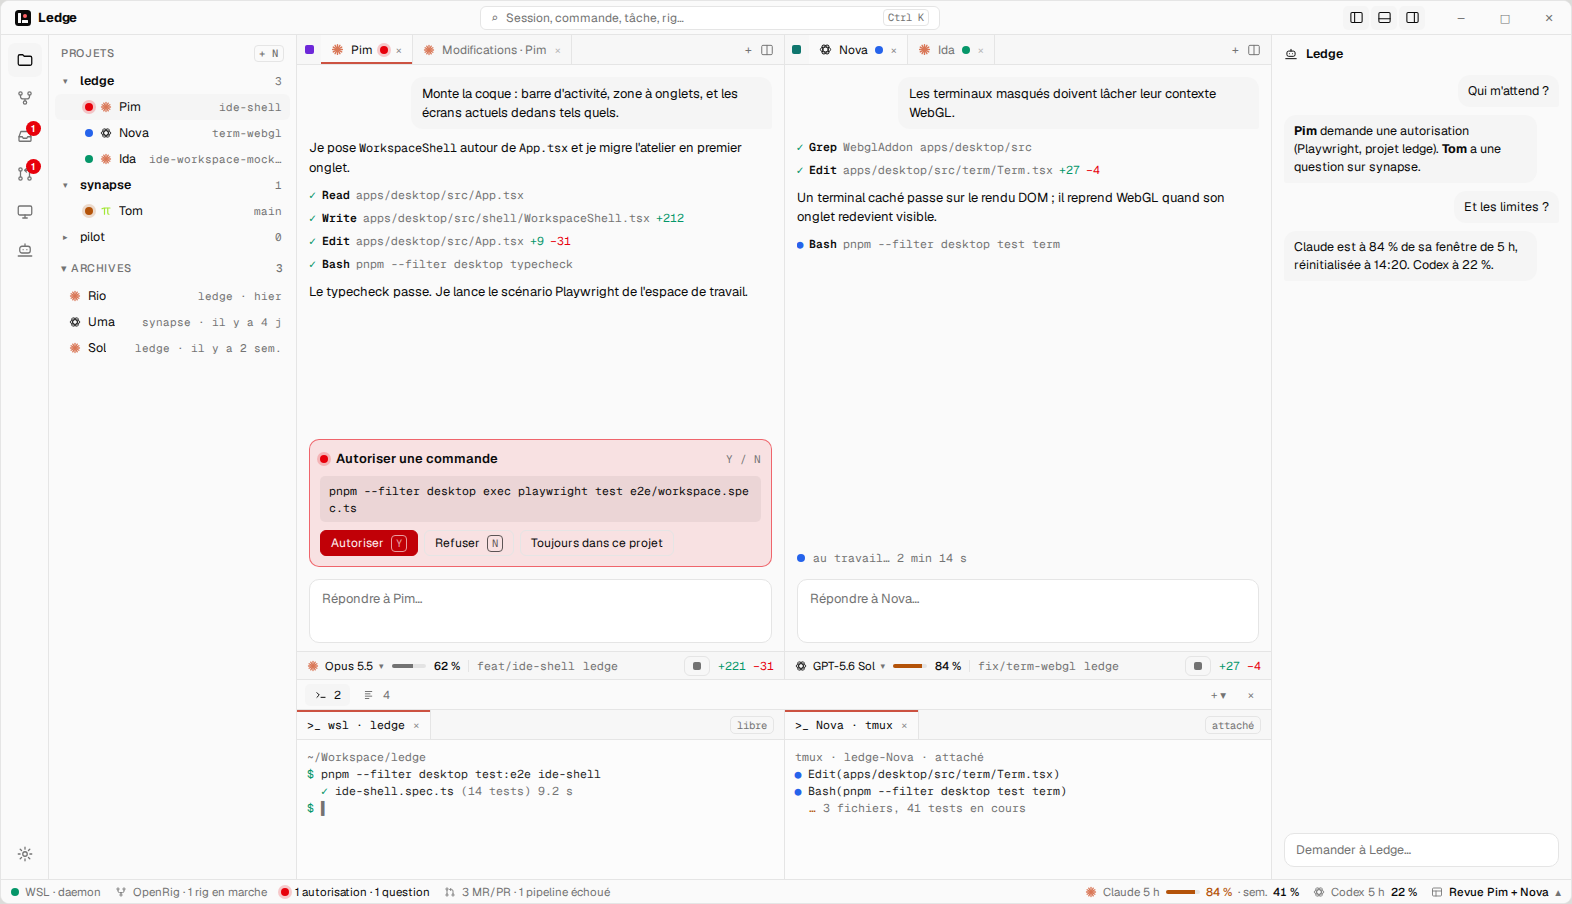 Ledge
Session, commande, tâche, rig…
Ctrl K
PROJETS
+ N
ledge 3
Pim ide-shell
Nova term-webgl
Ida ide-workspace-mock…
synapse 1
Tom main
pilot 0
ARCHIVES 3
Rio ledge · hier
Uma synapse · il y a 4 j
Sol ledge · il y a 2 sem.
1
1
Pim ×
Modifications · Pim ×
+
Monte la coque : barre d'activité, zone à onglets, et les
écrans actuels dedans tels quels.
Je pose WorkspaceShell autour de App.tsx et je migre l'atelier en premier
onglet.
✓ Read apps/desktop/src/App.tsx
✓ Write apps/desktop/src/shell/WorkspaceShell.tsx +212
✓ Edit apps/desktop/src/App.tsx +9 −31
✓ Bash pnpm --filter desktop typecheck
Le typecheck passe. Je lance le scénario Playwright de l'espace de travail.
Autoriser une commande Y / N
pnpm --filter desktop exec playwright test e2e/workspace.spe
c.ts
Autoriser Y
Refuser N
Toujours dans ce projet
Répondre à Pim…
Opus 5.5 62 % feat/ide-shell ledge +221 −31
Nova ×
Ida ×
+
Les terminaux masqués doivent lâcher leur contexte
WebGL.
✓ Grep WebglAddon apps/desktop/src
✓ Edit apps/desktop/src/term/Term.tsx +27 −4
Un terminal caché passe sur le rendu DOM ; il reprend WebGL quand son
onglet redevient visible.
Bash pnpm --filter desktop test term
au travail… 2 min 14 s
Répondre à Nova…
GPT-5.6 Sol 84 % fix/term-webgl ledge +27 −4
2
4
+ ×
>_ wsl · ledge × libre
~/Workspace/ledge
$ pnpm --filter desktop test:e2e ide-shell
✓ ide-shell.spec.ts (14 tests) 9.2 s
$
>_ Nova · tmux × attaché
tmux · ledge-Nova · attaché
Edit(apps/desktop/src/term/Term.tsx)
Bash(pnpm --filter desktop test term)
… 3 fichiers, 41 tests en cours
Ledge
Qui m'attend ?
Pim demande une autorisation
(Playwright, projet ledge). Tom a une
question sur synapse.
Et les limites ?
Claude est à 84 % de sa fenêtre de 5 h,
réinitialisée à 14:20. Codex à 22 %.
Demander à Ledge…
WSL · daemon
OpenRig · 1 rig en marche
1 autorisation · 1 question
3 MR/PR · 1 pipeline échoué
Claude 5 h 84 % · sem. 41 %
Codex 5 h 22 %
Revue Pim + Nova